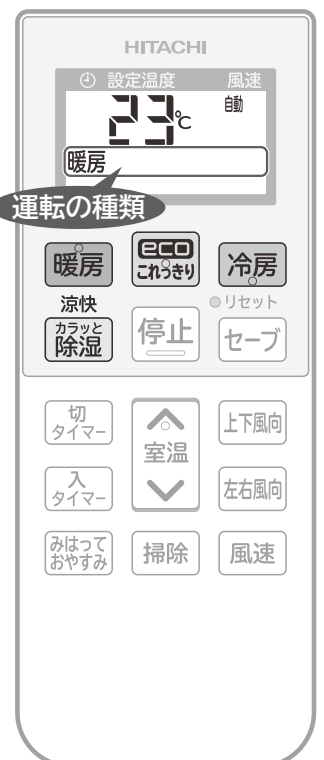 HITACHI
設定温度 風速
23℃ 自動
暖房
運転の種類
暖房 eco これっきり 冷房
涼快 リセット
カラッと除湿 停止 セーブ
切タイマー 室温 上下風向
入タイマー 左右風向
みはっておやすみ 掃除 風速